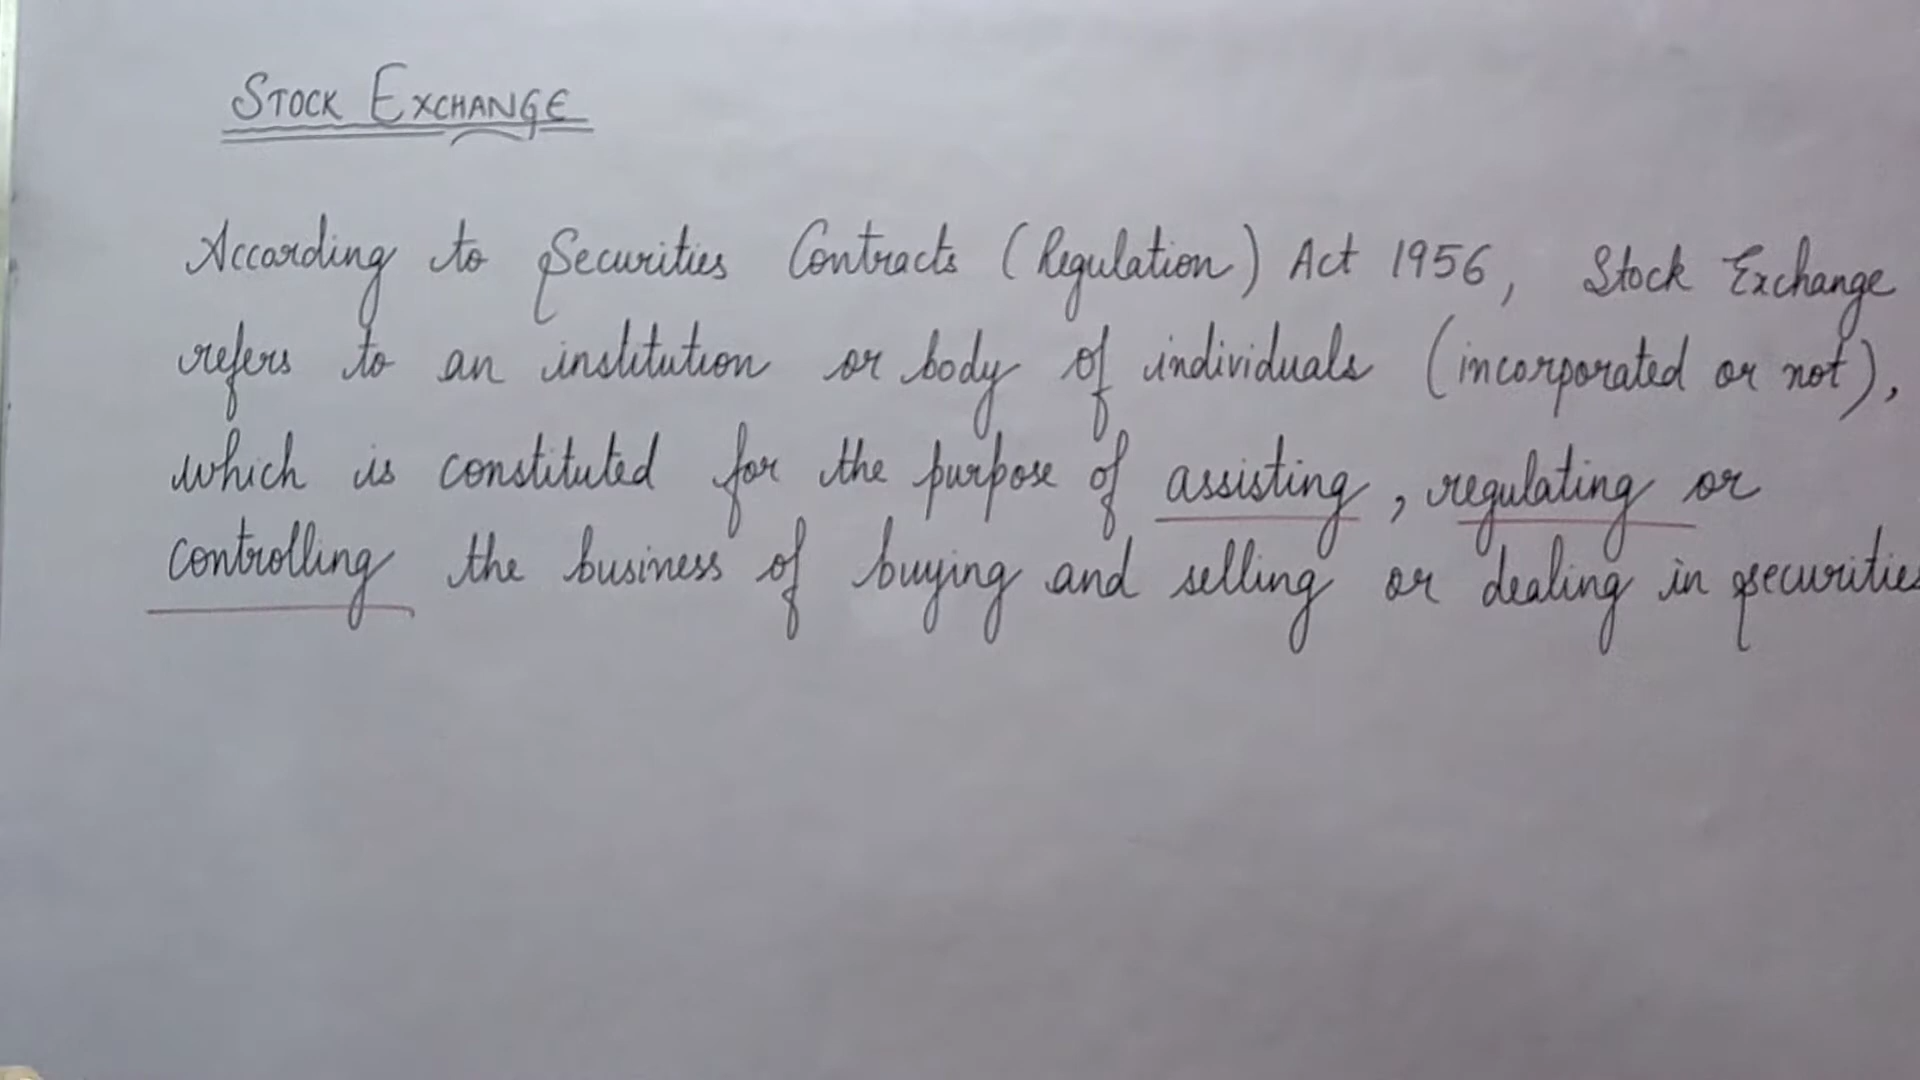 STOCK EXCHANGE
According to Securities Contracts (Regulation) Act 1956, Stock Exchange
refers to an institution or body of individuals (incorporated or not),
which is constituted for the purpose of assisting, regulating or
controlling the business of buying and selling or dealing in securities